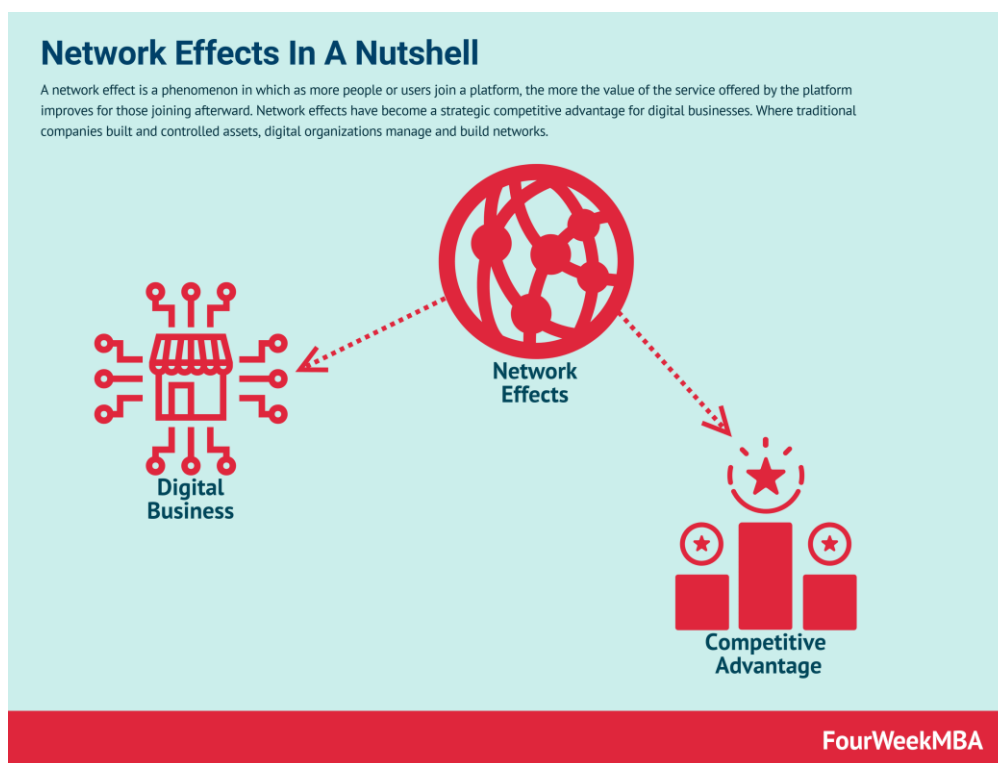 Network Effects In A Nutshell
A network effect is a phenomenon in which as more people or users join a platform, the more the value of the service offered by the platform
improves for those joining afterward. Network effects have become a strategic competitive advantage for digital businesses. Where traditional
companies built and controlled assets, digital organizations manage and build networks.
Network
Effects
Digital
Business
Competitive
Advantage
FourWeekMBA